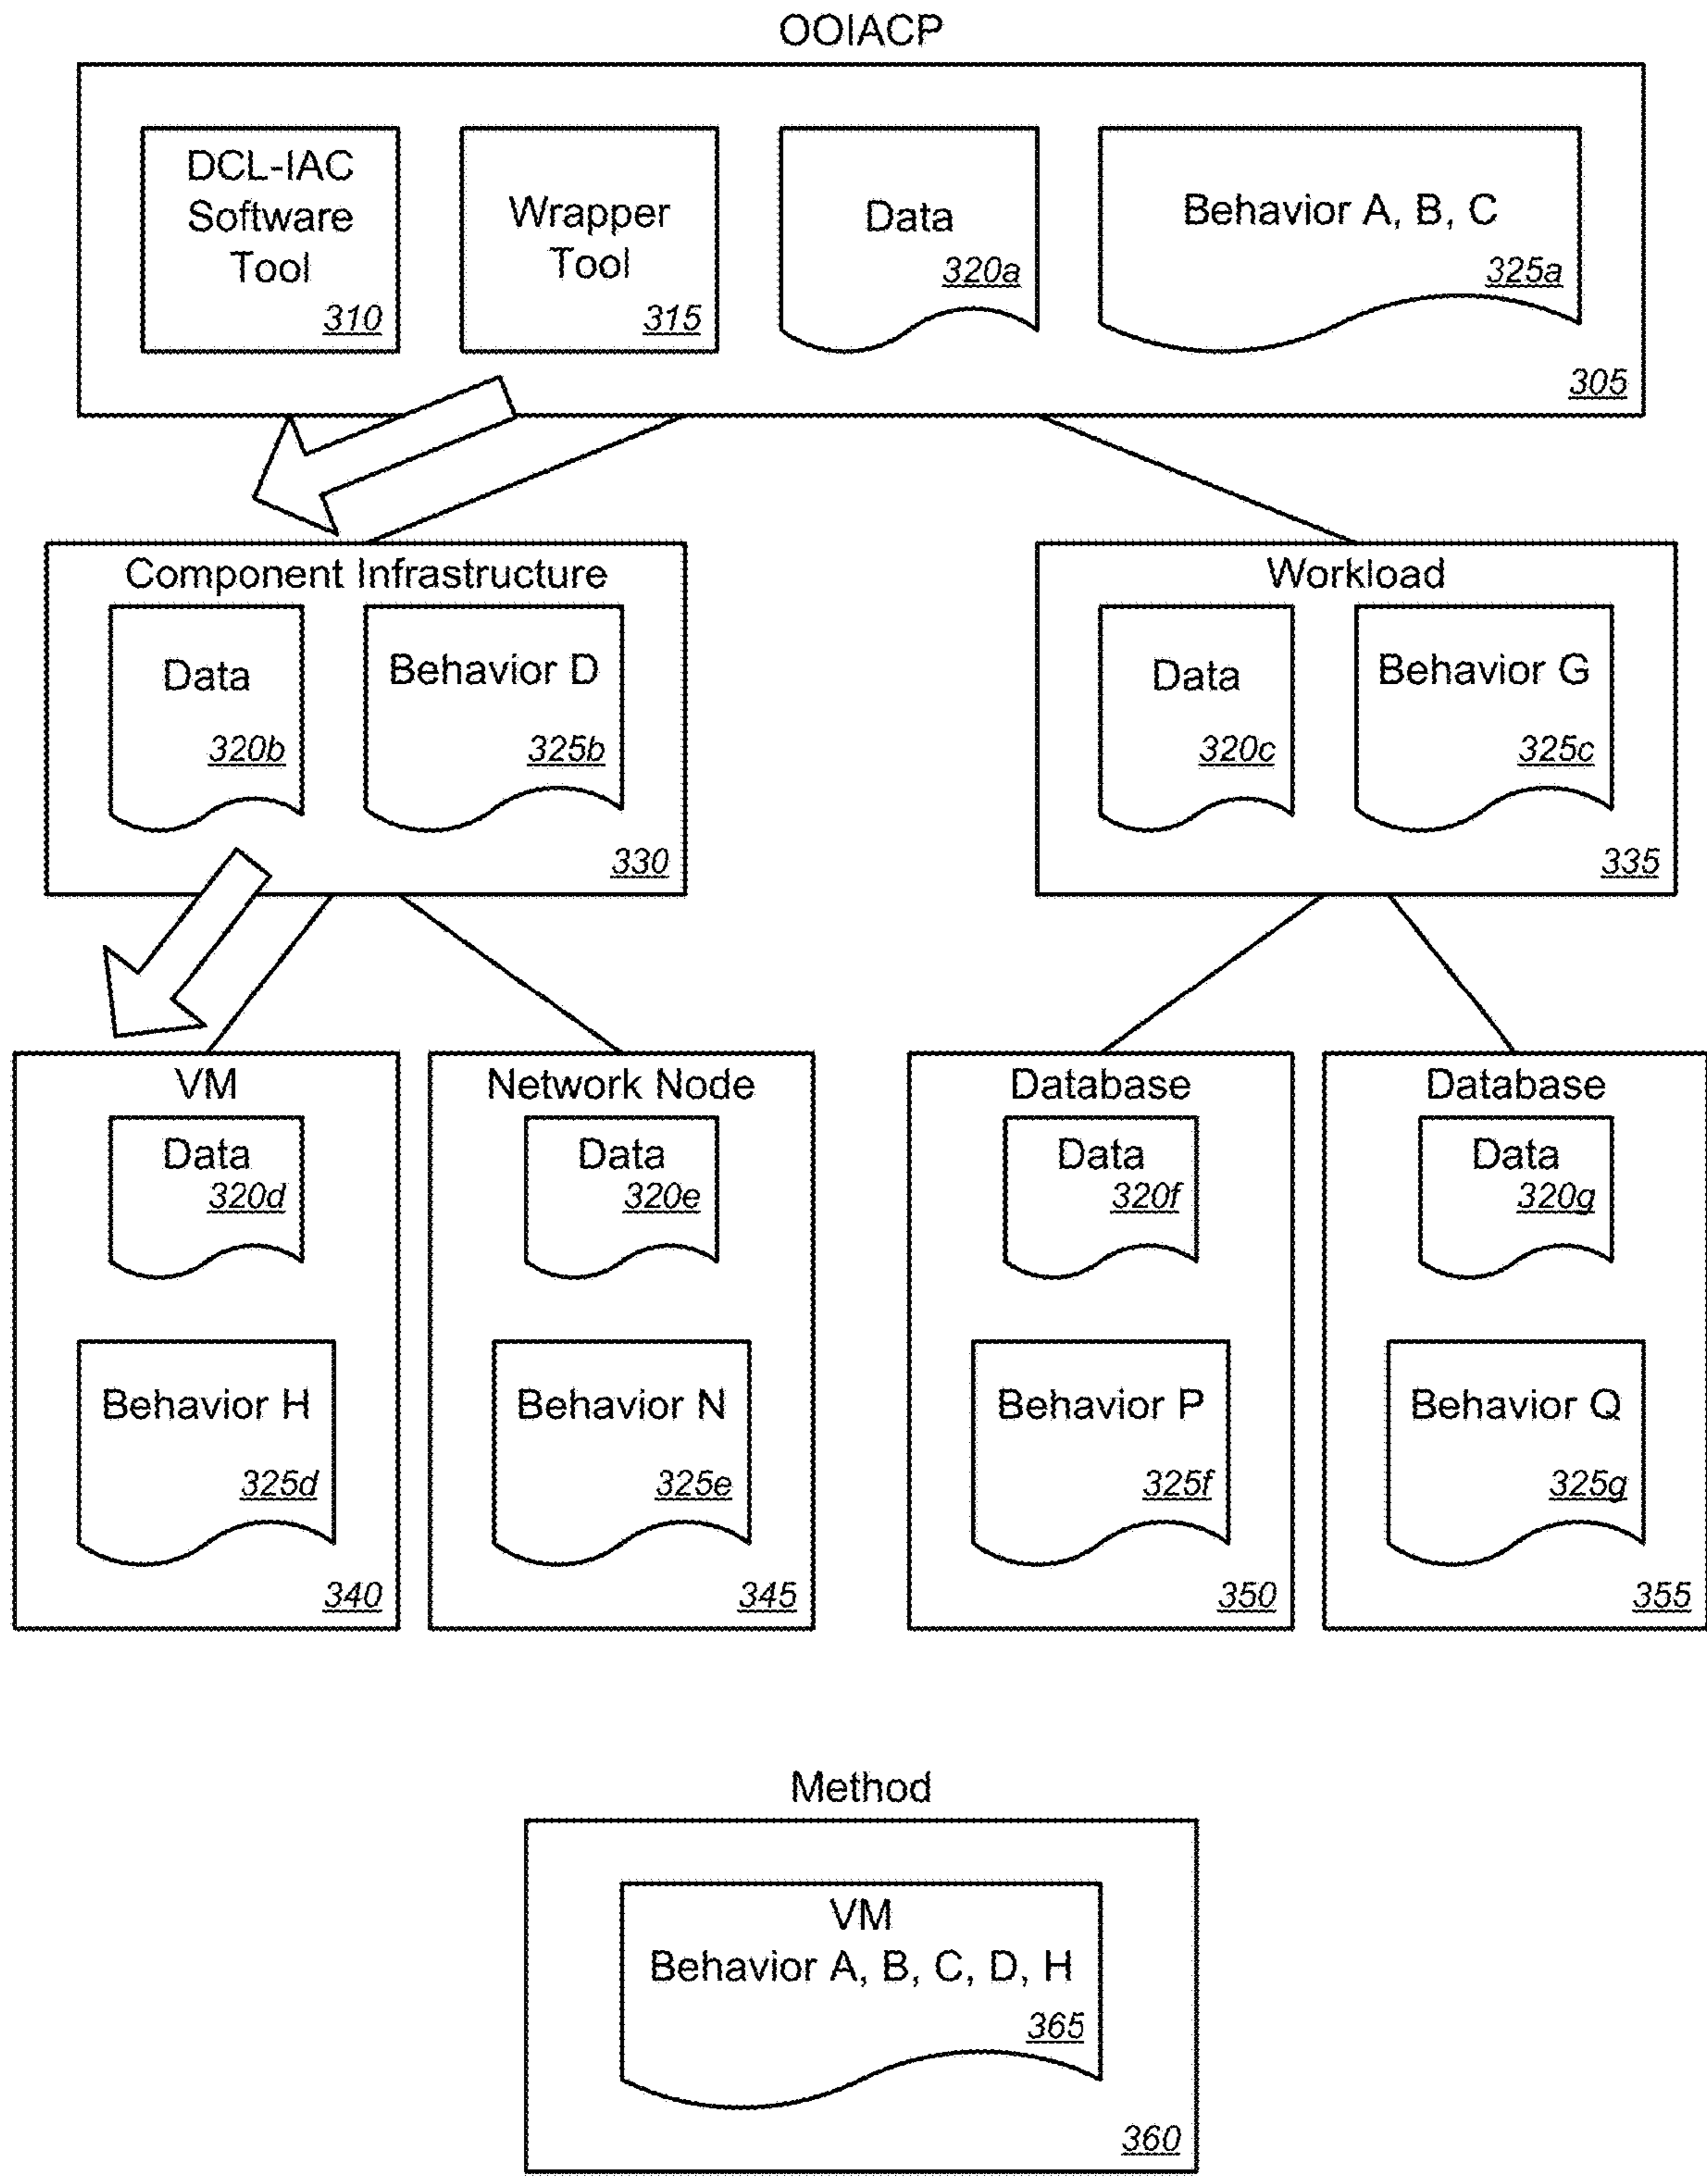 OOIACP
DCL-IAC
Software
Tool
310
Wrapper
Tool
315
Data
320a
Behavior A, B, C
325a
305
Component Infrastructure
Data
320b
Behavior D
325b
330
Workload
Data
320c
Behavior G
325c
335
VM
Data
320d
Behavior H
325d
340
Network Node
Data
320e
Behavior N
325e
345
Database
Data
320f
Behavior P
325f
350
Database
Data
320g
Behavior Q
325g
355
Method
VM
Behavior A, B, C, D, H
365
360